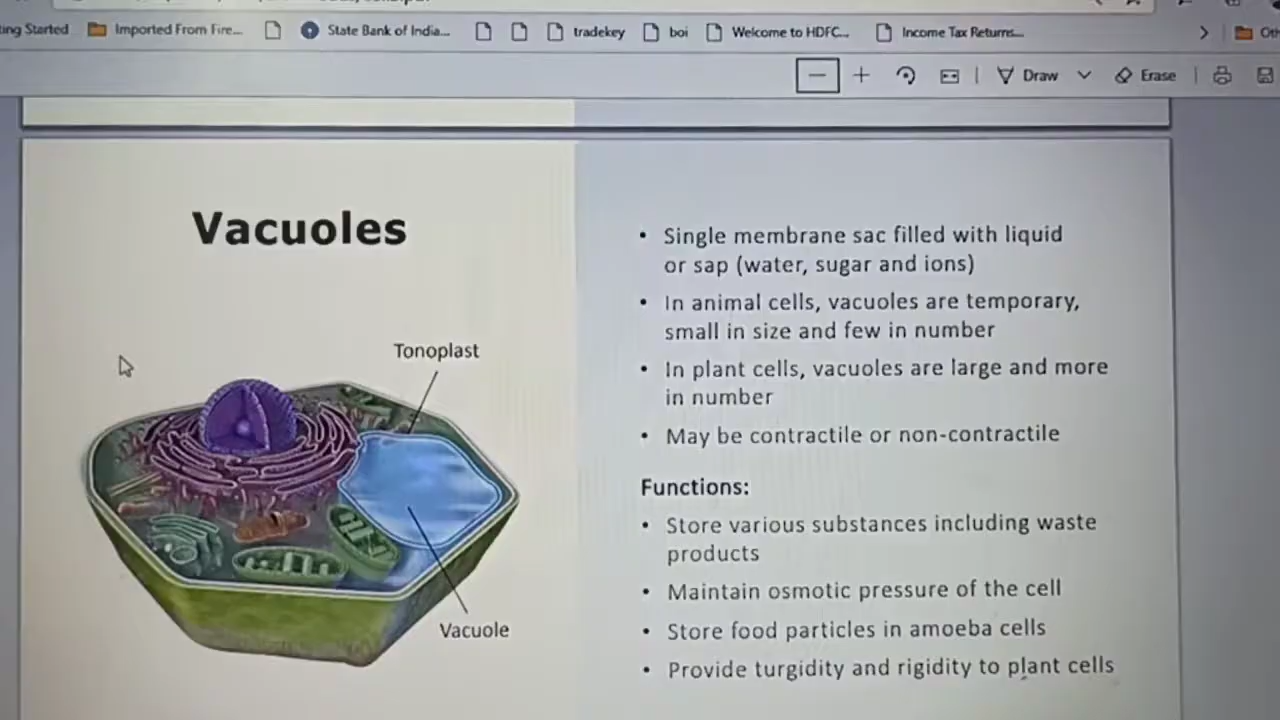 ing Started
Imported From Fire...
State Bank of India...
tradekey
boi
Welcome to HDFC...
Income Tax Returns...
Draw
Erase
Vacuoles
Tonoplast
Vacuole
• Single membrane sac filled with liquid
or sap (water, sugar and ions)
• In animal cells, vacuoles are temporary,
small in size and few in number
• In plant cells, vacuoles are large and more
in number
• May be contractile or non-contractile
Functions:
• Store various substances including waste
products
• Maintain osmotic pressure of the cell
• Store food particles in amoeba cells
• Provide turgidity and rigidity to plant cells